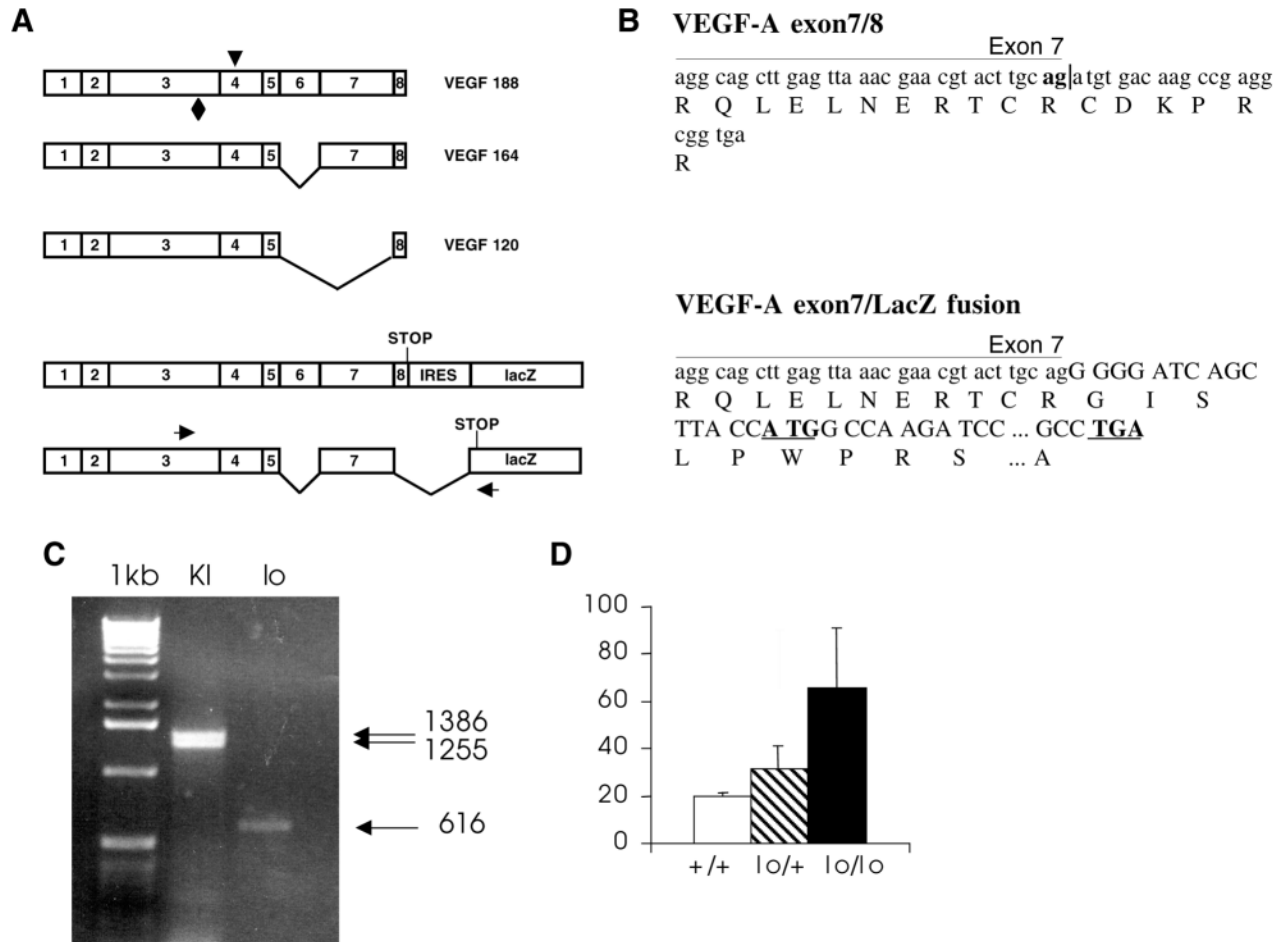 A
1 2 3 4 5 6 7 8 VEGF 188
1 2 3 4 5 7 8 VEGF 164
1 2 3 4 5 8 VEGF 120
STOP
1 2 3 4 5 6 7 8 IRES lacZ
STOP
1 2 3 4 5 7 lacZ
B
VEGF-A exon7/8
Exon 7
agg cag ctt gag tta aac gaa cgt act tgc ag|a tgt gac aag ccg agg
R Q L E L N E R T C R C D K P R
cgg tga
R
VEGF-A exon7/LacZ fusion
Exon 7
agg cag ctt gag tta aac gaa cgt act tgc agG GGG ATC AGC
R Q L E L N E R T C R G I S
TTA CCA TGG CCA AGA TCC ... GCC TGA
L P W P R S ... A
C
1kb KI lo
1386
1255
616
D
100
80
60
40
20
0
+/+ lo/+ lo/lo